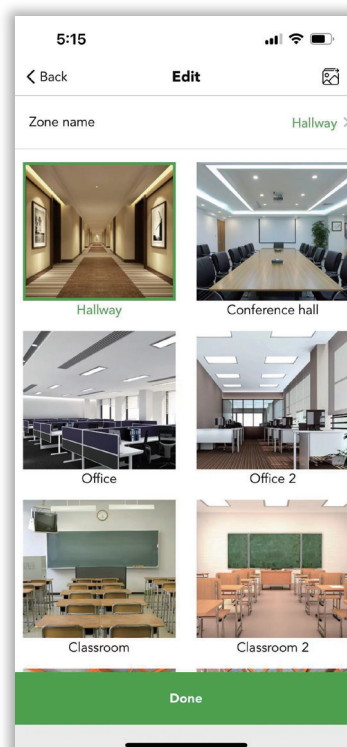 5:15
Back Edit
Zone name Hallway
Hallway Conference hall
Office Office 2
Classroom Classroom 2
Done